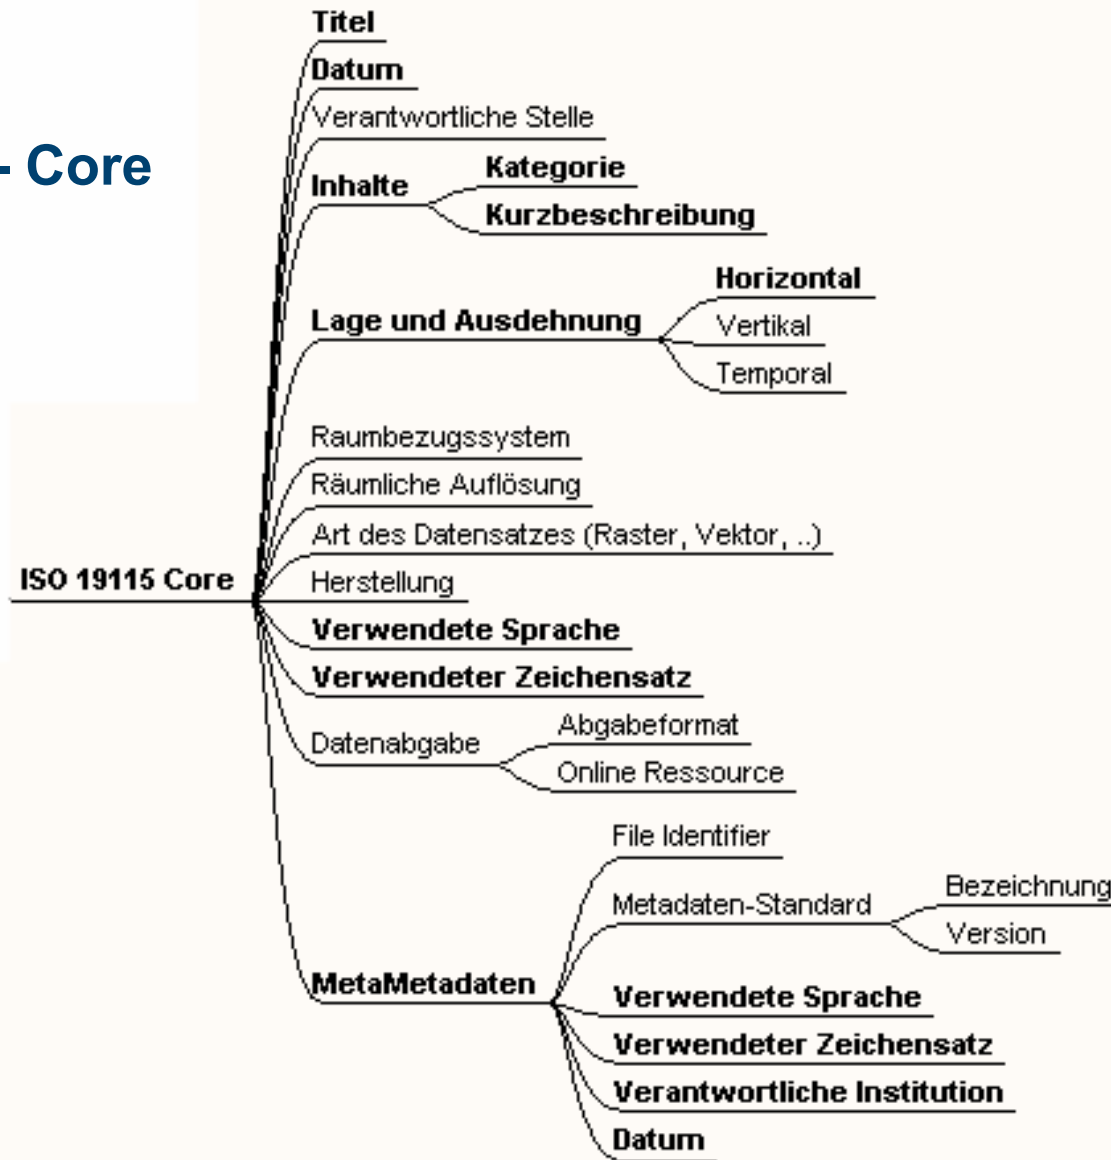 - Core
Titel
Datum
Verantwortliche Stelle
Inhalte
Kategorie
Kurzbeschreibung
Lage und Ausdehnung
Horizontal
Vertikal
Temporal
Raumbezugssystem
Räumliche Auflösung
Art des Datensatzes (Raster, Vektor, ..)
ISO 19115 Core
Herstellung
Verwendete Sprache
Verwendeter Zeichensatz
Datenabgabe
Abgabeformat
Online Ressource
MetaMetadaten
File Identifier
Metadaten-Standard
Bezeichnung
Version
Verwendete Sprache
Verwendeter Zeichensatz
Verantwortliche Institution
Datum